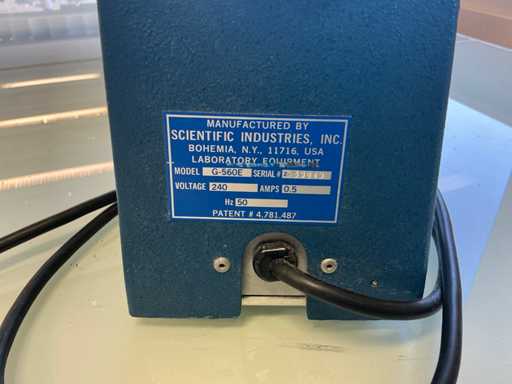 MANUFACTURED BY
SCIENTIFIC INDUSTRIES, INC.
BOHEMIA, N.Y., 11716, USA
LABORATORY EQUIPMENT
MODEL G-560E SERIAL #
VOLTAGE 240 AMPS 0.5
Hz 50
PATENT # 4,781,487